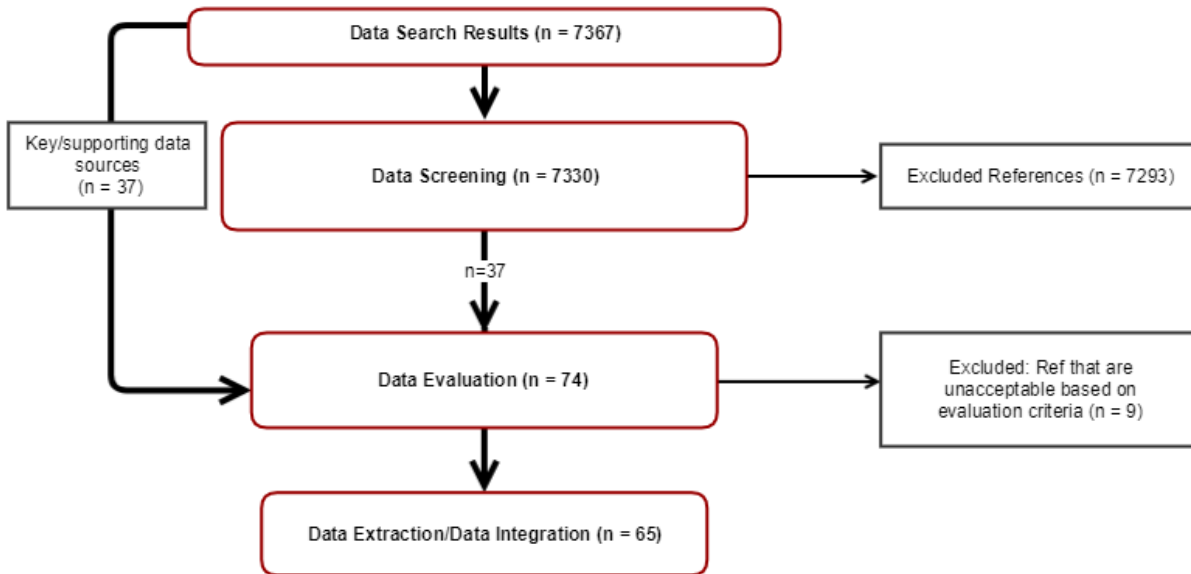 Data Search Results (n = 7367)
Key/supporting data
sources
(n = 37)
Data Screening (n = 7330)
Excluded References (n = 7293)
n=37
Data Evaluation (n = 74)
Excluded: Ref that are
unacceptable based on
evaluation criteria (n = 9)
Data Extraction/Data Integration (n = 65)